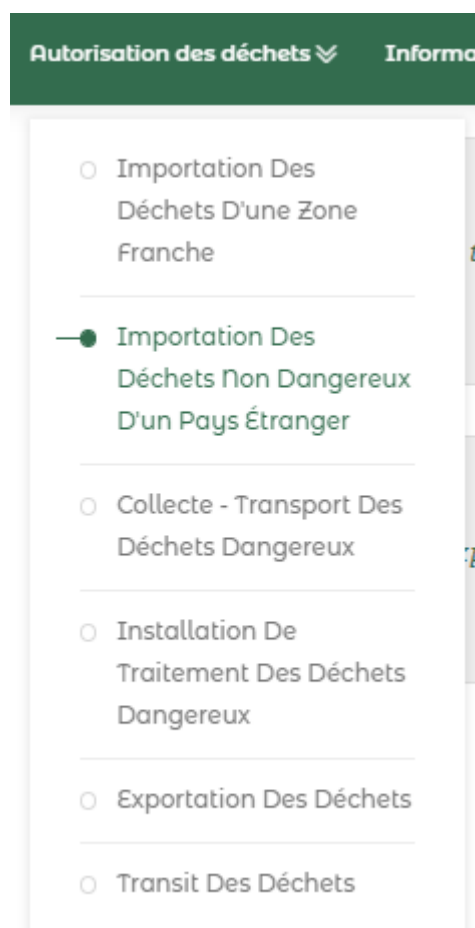 Autorisation des déchets Informa
Importation Des
Déchets D'une Zone
Franche
Importation Des
Déchets Non Dangereux
D'un Pays Étranger
Collecte - Transport Des
Déchets Dangereux
Installation De
Traitement Des Déchets
Dangereux
Exportation Des Déchets
Transit Des Déchets